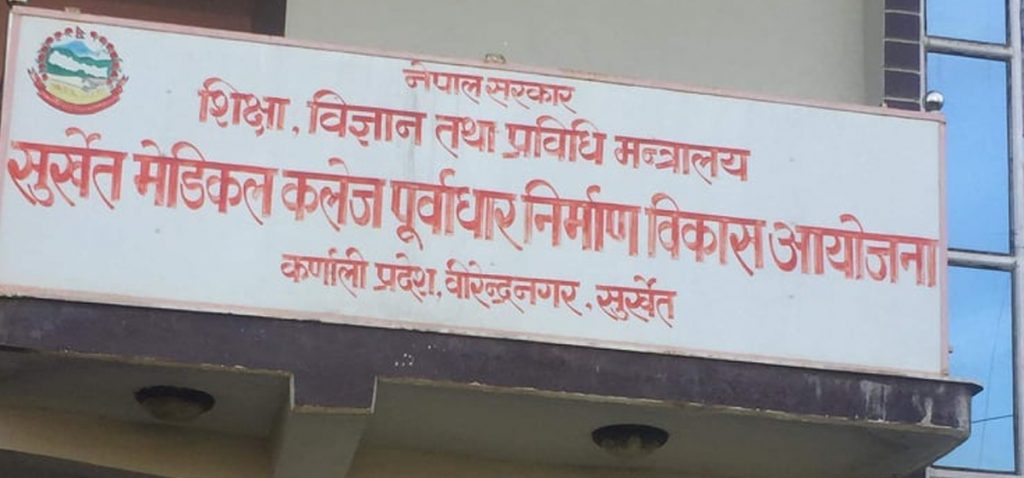 नेपाल सरकार
शिक्षा, विज्ञान तथा प्रविधि मन्त्रालय
सुर्खेत मेडिकल कलेज पूर्वाधार निर्माण विकास आयोजना
कर्णाली प्रदेश, वीरेन्द्रनगर, सुर्खेत